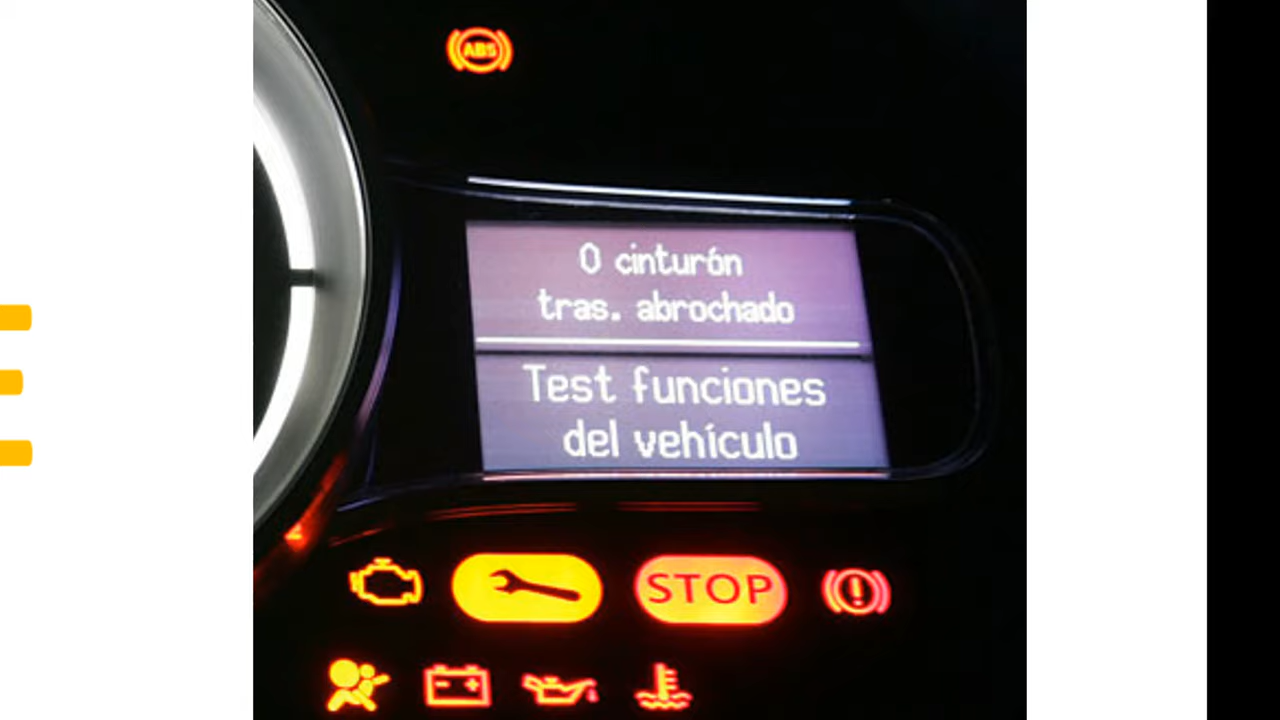 ABS
0 cinturón
tras. abrochado
Test funciones
del vehículo
STOP